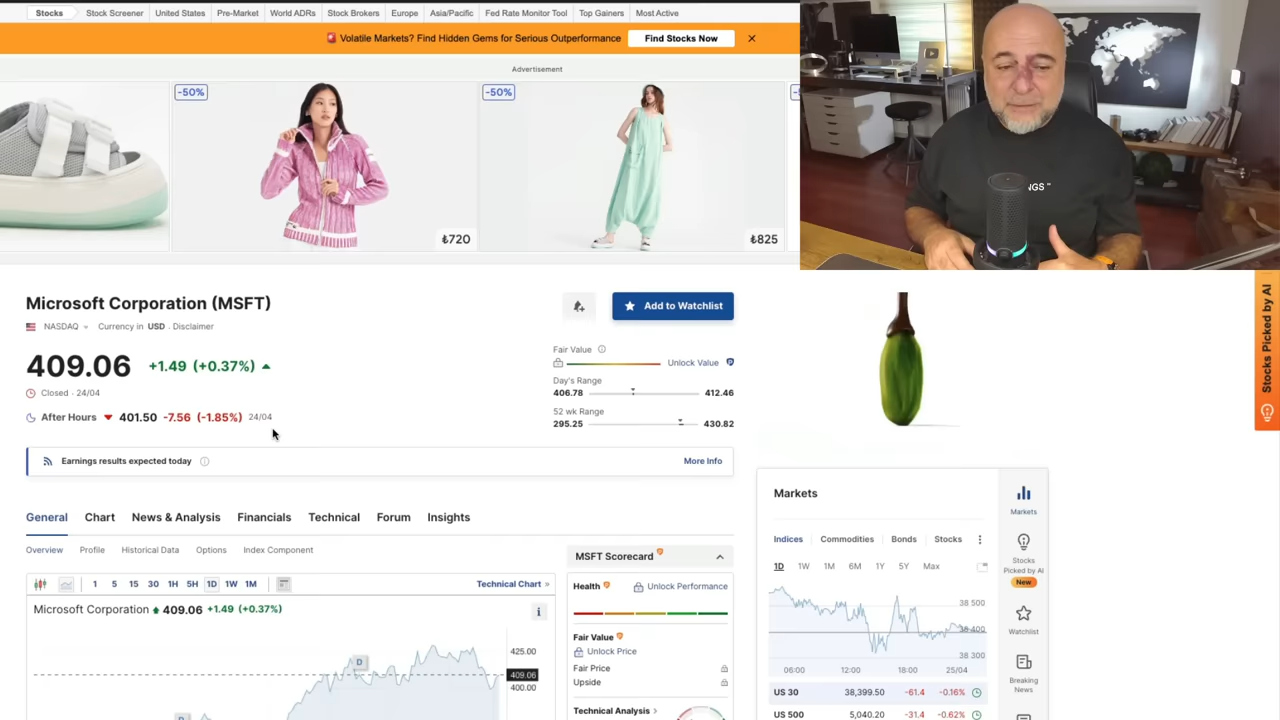 Stocks Stock Screener United States Pre-Market World ADRs Stock Brokers Europe Asia/Pacific Fed Rate Monitor Tool Top Gainers Most Active
Volatile Markets? Find Hidden Gems for Serious Outperformance Find Stocks Now
Advertisement
-50%
-50%
₺720
₺825
NGS "
Stocks Picked by AI
Microsoft Corporation (MSFT)
NASDAQ Currency in USD . Disclaimer
Add to Watchlist
409.06 +1.49 (+0.37%)
Closed · 24/04
After Hours 401.50 -7.56 (-1.85%) 24/04
Fair Value
Unlock Value
Day's Range
406.78 412.46
52 wk Range
295.25 430.82
Earnings results expected today More Info
General Chart News & Analysis Financials Technical Forum Insights
Overview Profile Historical Data Options Index Component
1 5 15 30 1H 5H 1D 1W 1M Technical Chart »
Microsoft Corporation 409.06 +1.49 (+0.37%)
D
D
425.00
409.06
400.00
MSFT Scorecard
Health Unlock Performance
Fair Value
Unlock Price
Fair Price
Upside
Technical Analysis
Markets
Indices Commodities Bonds Stocks
1D 1W 1M 6M 1Y 5Y Max
38 500
38 400
38 300
06:00 12:00 18:00 25/04
US 30 38,399.50 -61.4 -0.16%
US 500 5,040.20 -31.4 -0.62%
Markets
Stocks
Picked by AI
New
Watchlist
Breaking
News